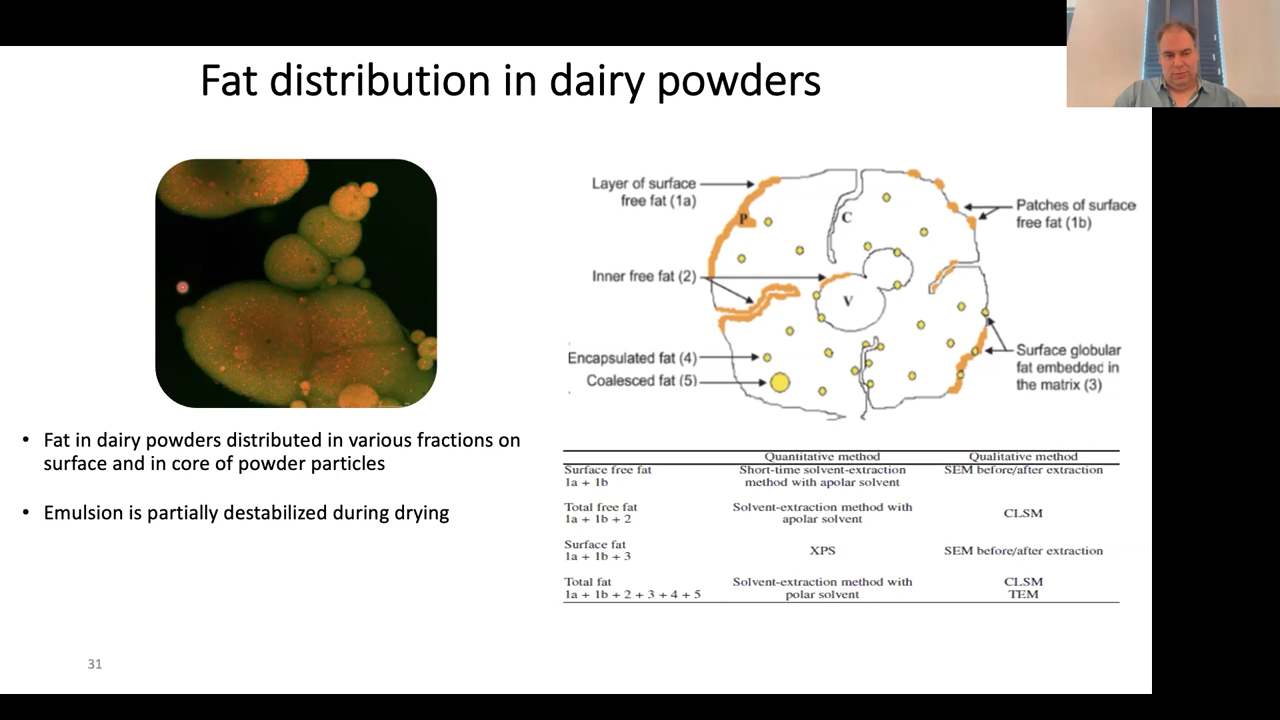 Fat distribution in dairy powders
Layer of surface
free fat (1a)
P
C
Patches of surface
free fat (1b)
Inner free fat (2)
V
Encapsulated fat (4)
Coalesced fat (5)
Surface globular
fat embedded in
the matrix (3)
• Fat in dairy powders distributed in various fractions on
surface and in core of powder particles
• Emulsion is partially destabilized during drying
Quantitative method Qualitative method
Surface free fat Short-time solvent-extraction SEM before/after extraction
1a + 1b method with apolar solvent
Total free fat Solvent-extraction method with CLSM
1a + 1b + 2 apolar solvent
Surface fat XPS SEM before/after extraction
1a + 1b + 3
Total fat Solvent-extraction method with CLSM
1a + 1b + 2 + 3 + 4 + 5 polar solvent TEM
31